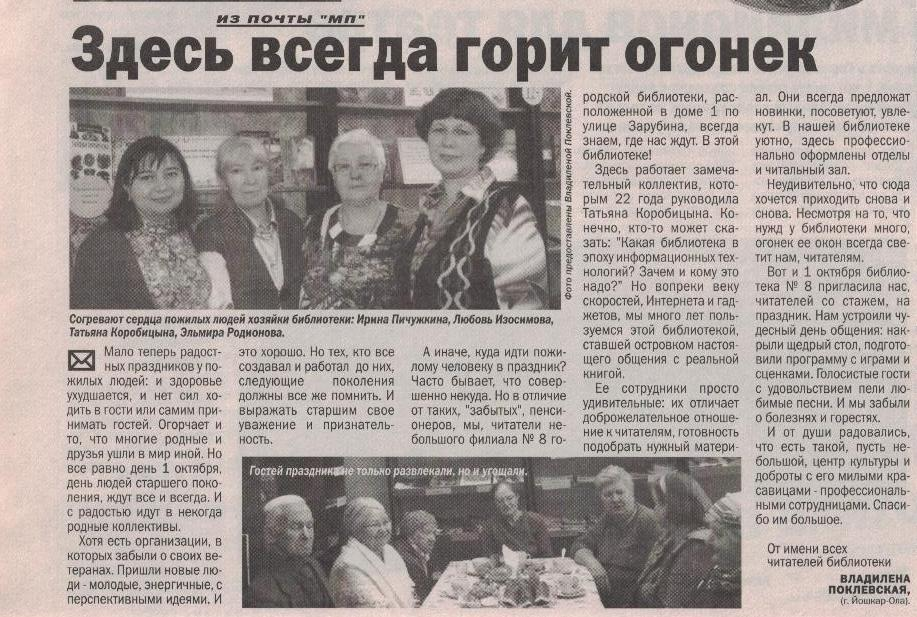 ИЗ ПОЧТЫ "МП"
Здесь всегда горит огонек
Фото предоставлены Владиленой Поклевской.
Согревают сердца пожилых людей хозяйки библиотеки: Ирина Пичужкина, Любовь Изосимова,
Татьяна Коробицына, Эльмира Родионова.
Мало теперь радост-
ных праздников у по-
жилых людей: и здоровье
ухудшается, и нет сил хо-
дить в гости или самим при-
нимать гостей. Огорчает и
то, что многие родные и
друзья ушли в мир иной. Но
все равно день 1 октября,
день людей старшего поко-
ления, ждут все и всегда. И
с радостью идут в некогда
родные коллективы.
Хотя есть организации, в
которых забыли о своих ве-
теранах. Пришли новые лю-
ди - молодые, энергичные, с
перспективными идеями. И
это хорошо. Но тех, кто все
создавал и работал до них,
следующие поколения
должны все же помнить. И
выражать старшим свое
уважение и признатель-
ность.
А иначе, куда идти пожи-
лому человеку в праздник?
Часто бывает, что совер-
шенно некуда. Но в отличие
от таких, "забытых", пенси-
онеров, мы, читатели не-
большого филиала № 8 го-
родской библиотеки, рас-
положенной в доме 1 по
улице Зарубина, всегда
знаем, где нас ждут. В этой
библиотеке!
Здесь работает замеча-
тельный коллектив, кото-
рым 22 года руководила
Татьяна Коробицына. Ко-
нечно, кто-то может ска-
зать: "Какая библиотека в
эпоху информационных тех-
нологий? Зачем и кому это
надо?" Но вопреки веку
скоростей, Интернета и гад-
жетов, мы много лет поль-
зуемся этой библиотекой,
ставшей островком настоя-
щего общения с реальной
книгой.
Ее сотрудники просто
удивительные: их отличает
доброжелательное отноше-
ние к читателям, готовность
подобрать нужный матери-
ал. Они всегда предложат
новинки, посоветуют, увле-
кут. В нашей библиотеке
уютно, здесь профессио-
нально оформлены отделы
и читальный зал.
Неудивительно, что сюда
хочется приходить снова и
снова. Несмотря на то, что
нужд у библиотеки много,
огонек ее окон всегда све-
тит нам, читателям.
Вот и 1 октября библио-
тека № 8 пригласила нас,
читателей со стажем, на
праздник. Нам устроили чу-
десный день общения: нак-
рыли щедрый стол, подгото-
вили программу с играми и
сценками. Голосистые гости
с удовольствием пели лю-
бимые песни. И мы забыли
о болезнях и горестях.
И от души радовались,
что есть такой, пусть не-
большой, центр культуры и
доброты с его милыми кра-
савицами - профессиональ-
ными сотрудницами. Спаси-
бо им большое.
От имени всех
читателей библиотеки
ВЛАДИЛЕНА
ПОКЛЕВСКАЯ,
(г. Йошкар-Ола).
Гостей праздника не только развлекали, но и угощали.